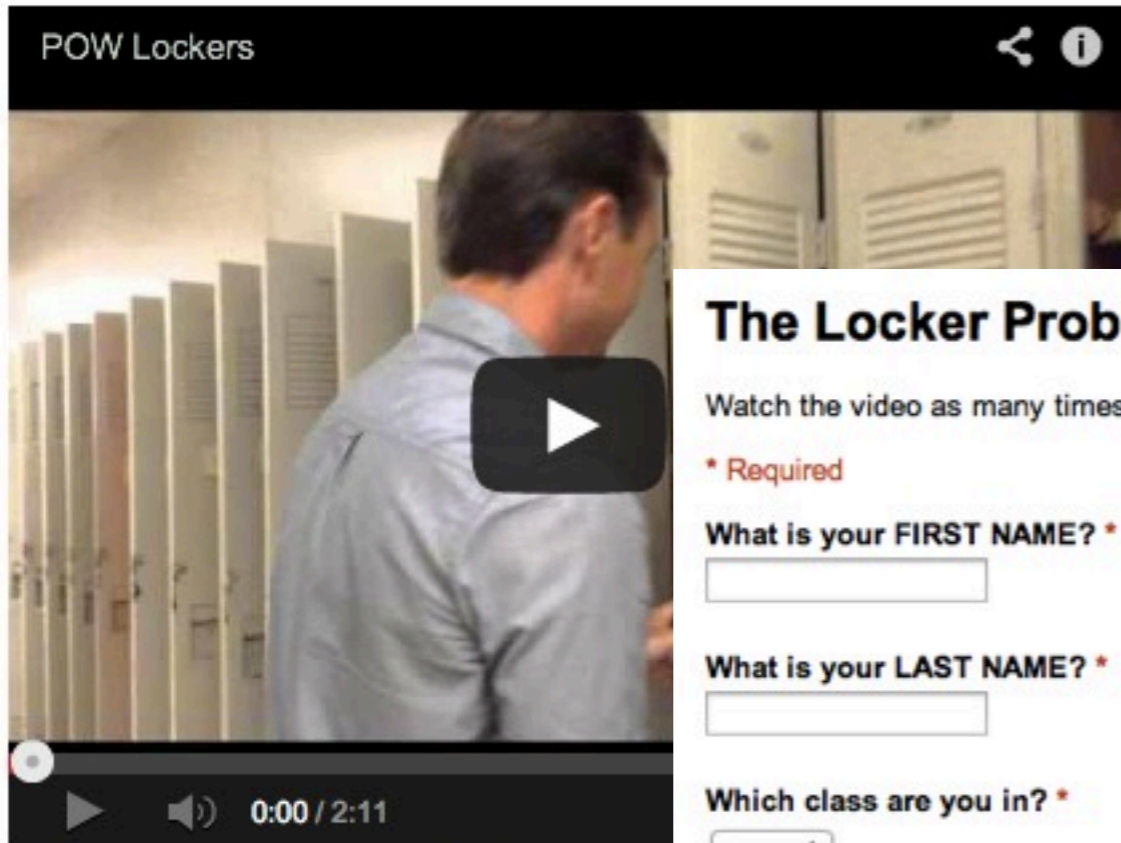 POW Lockers
0:00 / 2:11
The Locker Prob
Watch the video as many times
* Required
What is your FIRST NAME? *
What is your LAST NAME? *
Which class are you in? *